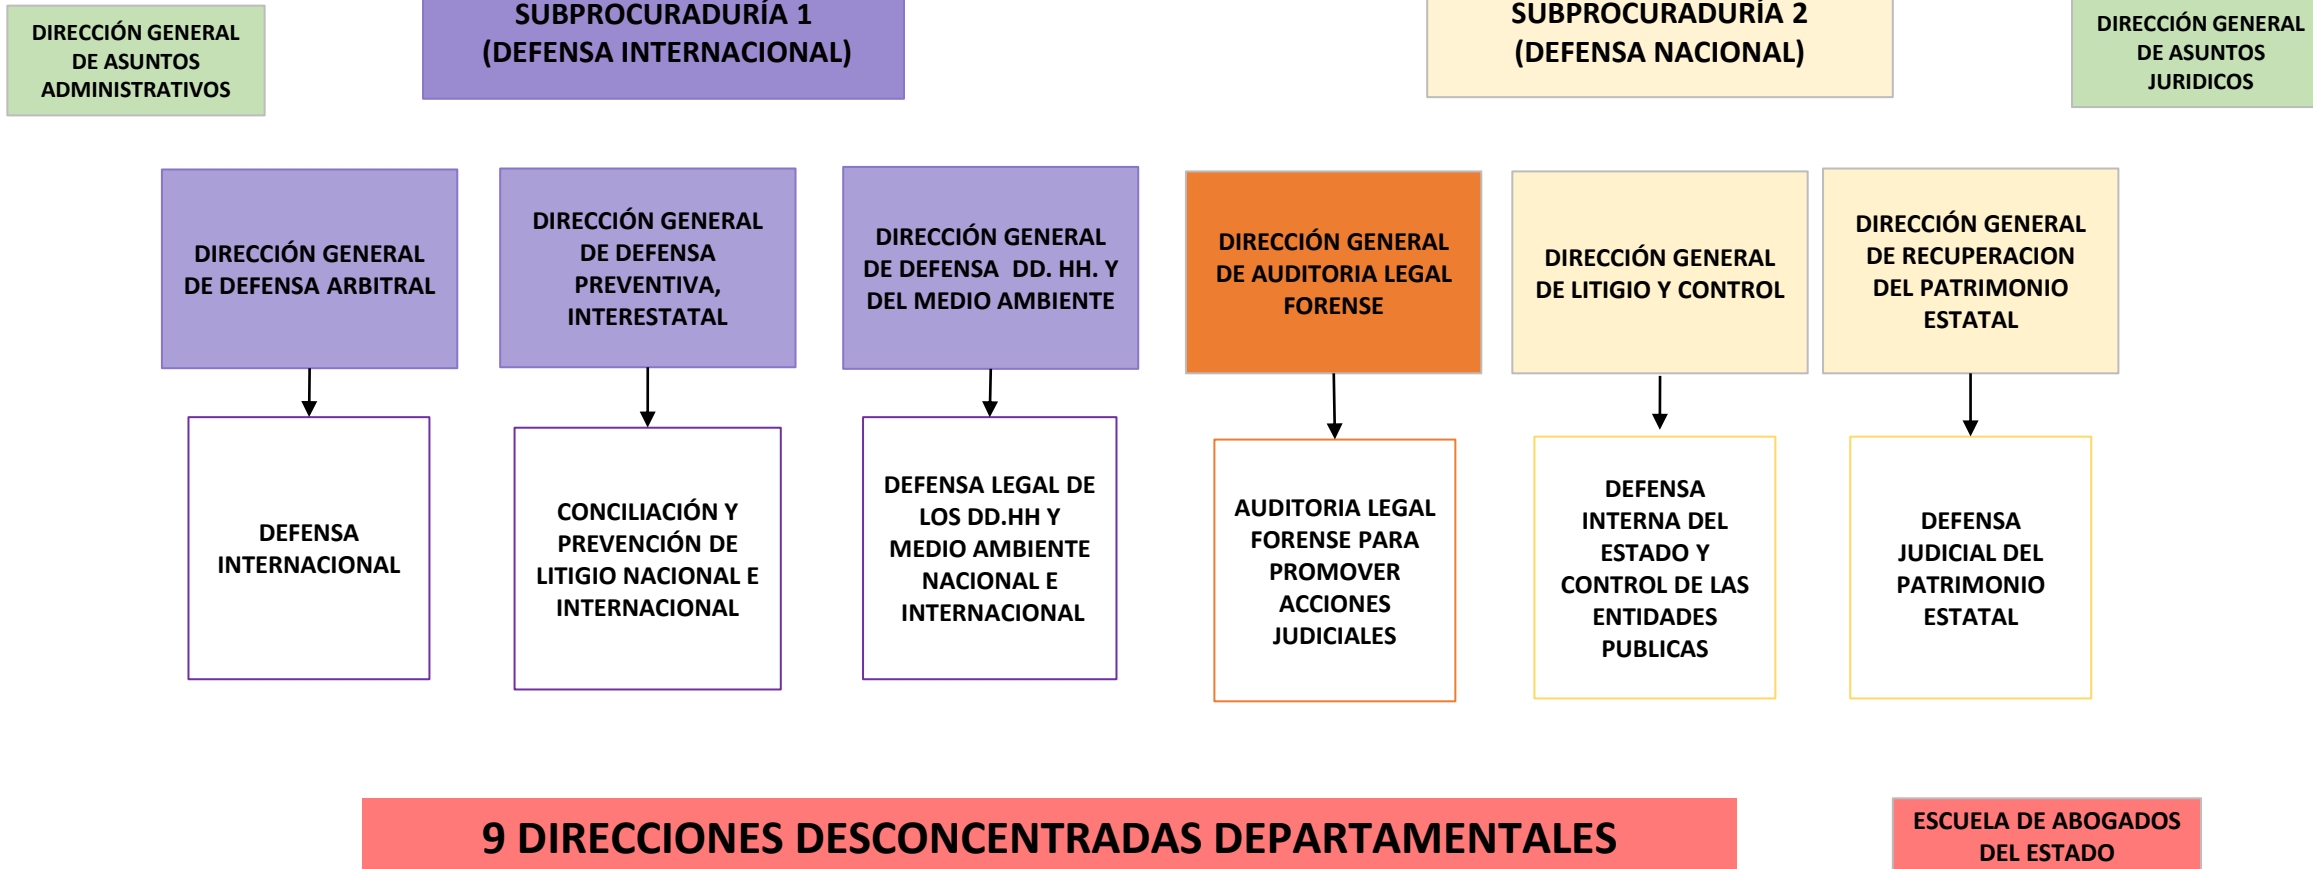 DIRECCIÓN GENERAL
DE ASUNTOS
ADMINISTRATIVOS
SUBPROCURADURÍA 1
(DEFENSA INTERNACIONAL)
SUBPROCURADURÍA 2
(DEFENSA NACIONAL)
DIRECCIÓN GENERAL
DE ASUNTOS
JURIDICOS
DIRECCIÓN GENERAL
DE DEFENSA ARBITRAL
DIRECCIÓN GENERAL
DE DEFENSA
PREVENTIVA,
INTERESTATAL
DIRECCIÓN GENERAL
DE DEFENSA DD. HH. Y
DEL MEDIO AMBIENTE
DIRECCIÓN GENERAL
DE AUDITORIA LEGAL
FORENSE
DIRECCIÓN GENERAL
DE LITIGIO Y CONTROL
DIRECCIÓN GENERAL
DE RECUPERACION
DEL PATRIMONIO
ESTATAL
DEFENSA
INTERNACIONAL
CONCILIACIÓN Y
PREVENCIÓN DE
LITIGIO NACIONAL E
INTERNACIONAL
DEFENSA LEGAL DE
LOS DD.HH Y
MEDIO AMBIENTE
NACIONAL E
INTERNACIONAL
AUDITORIA LEGAL
FORENSE PARA
PROMOVER
ACCIONES
JUDICIALES
DEFENSA
INTERNA DEL
ESTADO Y
CONTROL DE LAS
ENTIDADES
PUBLICAS
DEFENSA
JUDICIAL DEL
PATRIMONIO
ESTATAL
9 DIRECCIONES DESCONCENTRADAS DEPARTAMENTALES
ESCUELA DE ABOGADOS
DEL ESTADO